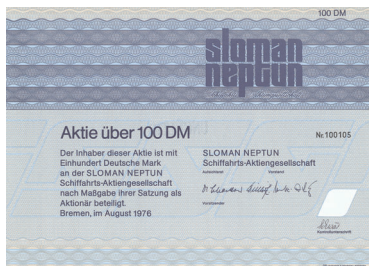 100 DM
sloman
neptun
Aktie über 100 DM
Nr. 100105
Der Inhaber dieser Aktie ist mit
Einhundert Deutsche Mark
an der SLOMAN NEPTUN
Schiffahrts-Aktiengesellschaft
nach Maßgabe ihrer Satzung als
Aktionär beteiligt.
Bremen, im August 1976
SLOMAN NEPTUN
Schiffahrts-Aktiengesellschaft
Aufsichtsrat Vorstand
Vorsitzender
Kontrollunterschrift